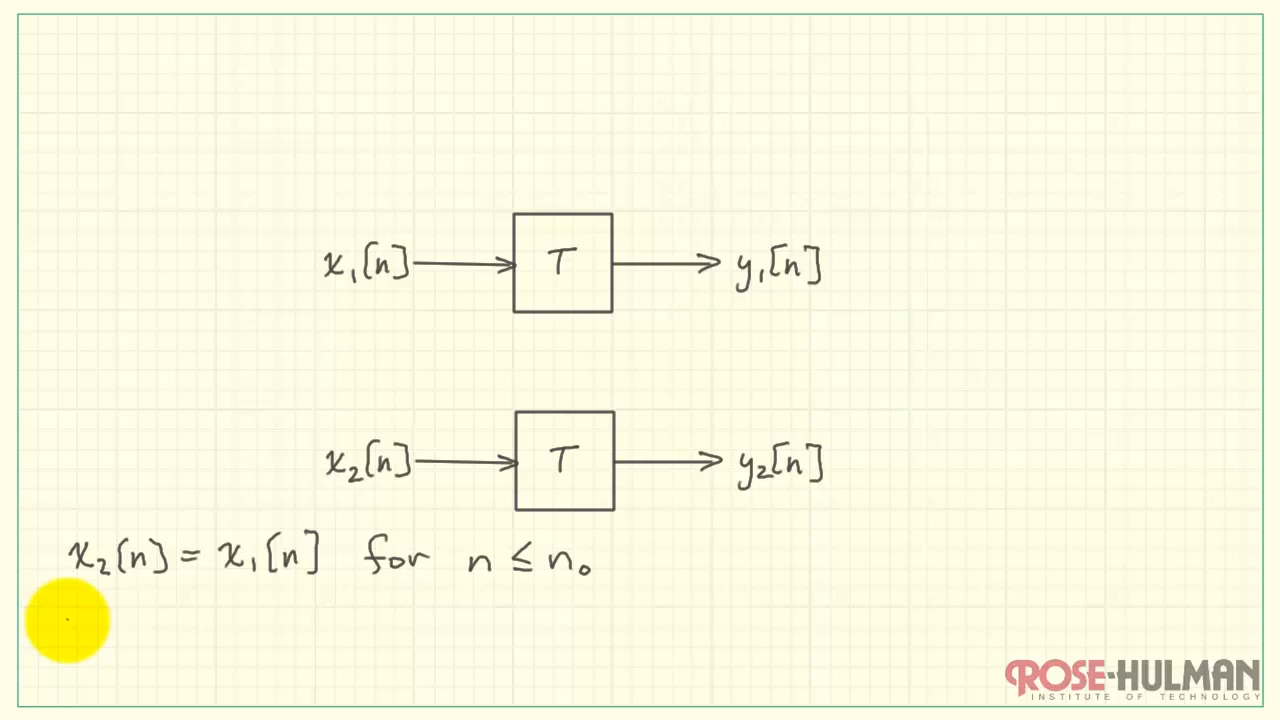 x₁[n] T y₁[n]
x₂[n] T y₂[n]
x₂[n] = x₁[n] for n ≤ n₀
ROSE-HULMAN
INSTITUTE OF TECHNOLOGY